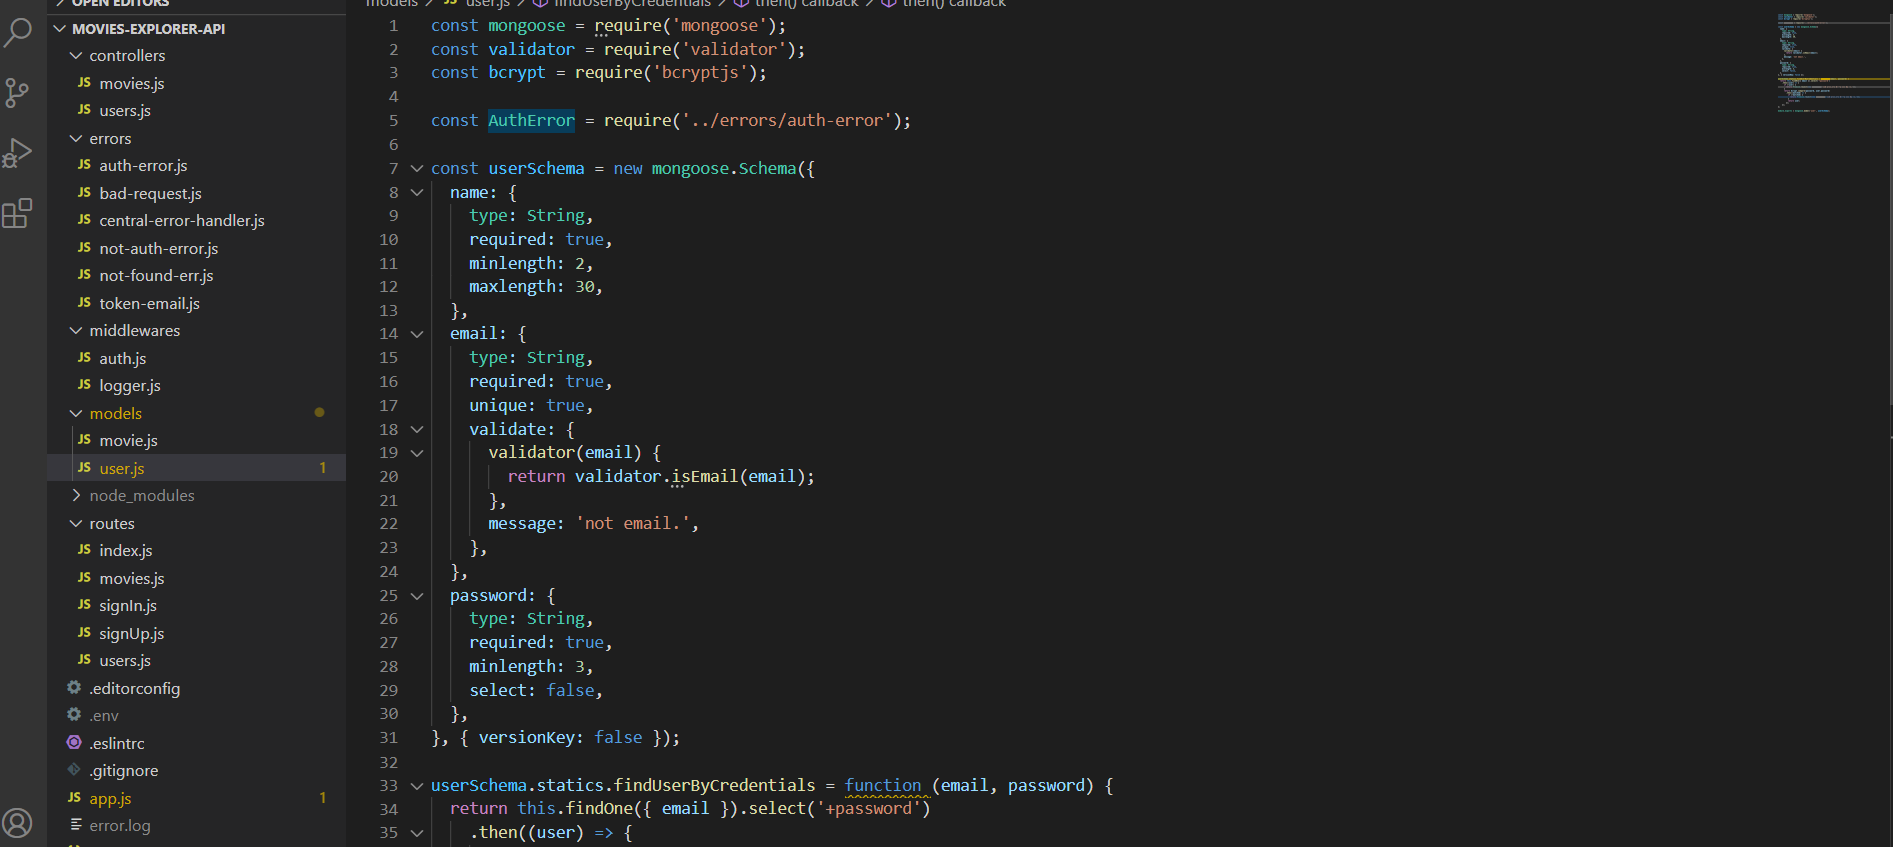 OPEN EDITORS
MOVIES-EXPLORER-API
controllers
JS movies.js
JS users.js
errors
JS auth-error.js
JS bad-request.js
JS central-error-handler.js
JS not-auth-error.js
JS not-found-err.js
JS token-email.js
middlewares
JS auth.js
JS logger.js
models
JS movie.js
JS user.js 1
node_modules
routes
JS index.js
JS movies.js
JS signIn.js
JS signUp.js
JS users.js
.editorconfig
.env
.eslintrc
.gitignore
JS app.js 1
error.log
models > JS user.js > findUserByCredentials > then() callback > then() callback
1 const mongoose = require('mongoose');
2 const validator = require('validator');
3 const bcrypt = require('bcryptjs');
4
5 const AuthError = require('../errors/auth-error');
6
7 const userSchema = new mongoose.Schema({
8 name: {
9 type: String,
10 required: true,
11 minlength: 2,
12 maxlength: 30,
13 },
14 email: {
15 type: String,
16 required: true,
17 unique: true,
18 validate: {
19 validator(email) {
20 return validator.isEmail(email);
21 },
22 message: 'not email.',
23 },
24 },
25 password: {
26 type: String,
27 required: true,
28 minlength: 3,
29 select: false,
30 },
31 }, { versionKey: false });
32
33 userSchema.statics.findUserByCredentials = function (email, password) {
34 return this.findOne({ email }).select('+password')
35 .then((user) => {